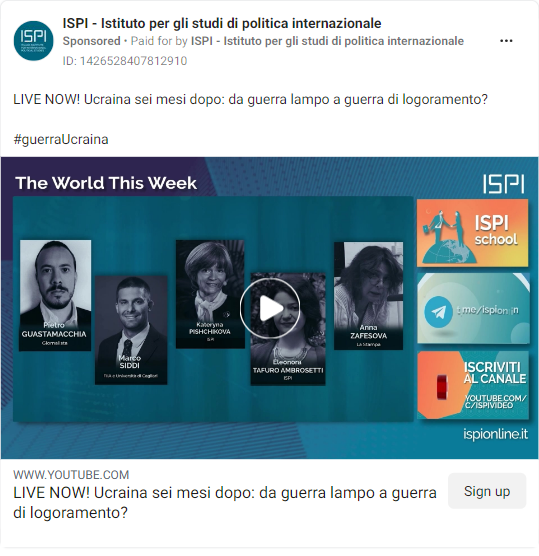 ISPI - Istituto per gli studi di politica internazionale
Sponsored • Paid for by ISPI - Istituto per gli studi di politica internazionale
ID: 1426528407812910
LIVE NOW! Ucraina sei mesi dopo: da guerra lampo a guerra di logoramento?
#guerraUcraina
The World This Week
ISPI
Pietro
GUASTAMACCHIA
Giornalista
Marco
SIDDI
FIIA e Università di Cagliari
Kateryna
PISHCHIKOVA
ISPI
Eleonora
TAFURO AMBROSETTI
ISPI
Anna
ZAFESOVA
La Stampa
ISPI
school
t.me/ispionlin
ISCRIVITI
AL CANALE
YOUTUBE.COM/
C/ISPIVIDEO
ispionline.it
WWW.YOUTUBE.COM
LIVE NOW! Ucraina sei mesi dopo: da guerra lampo a guerra
di logoramento?
Sign up